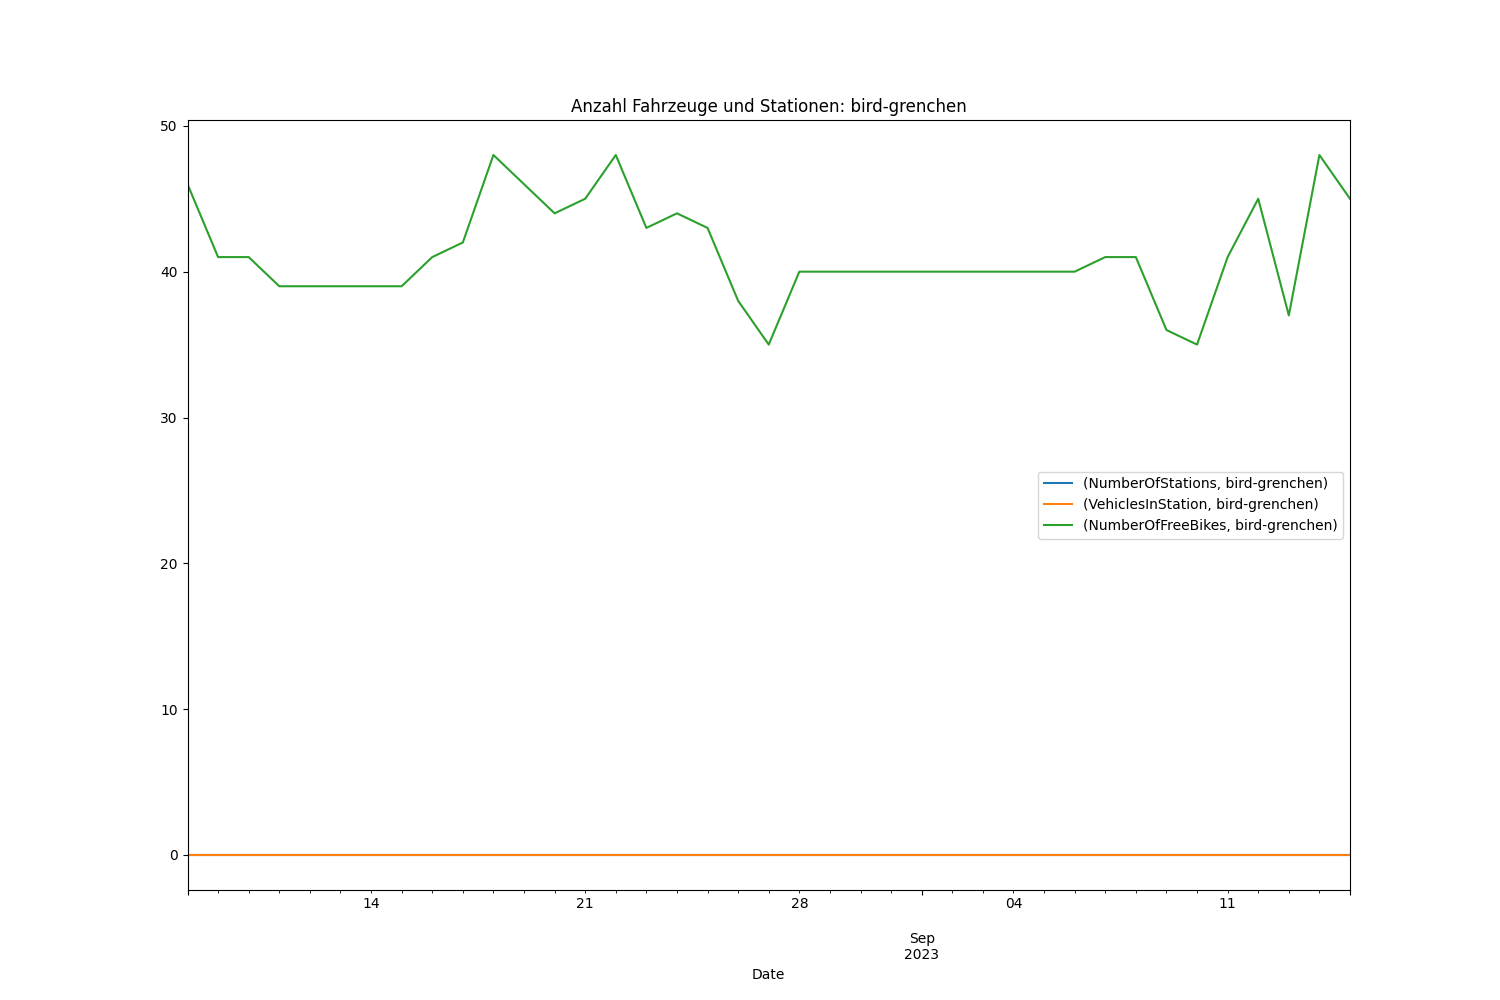 Anzahl Fahrzeuge und Stationen: bird-grenchen
50
40
30
20
10
0
(NumberOfStations, bird-grenchen)
(VehiclesInStation, bird-grenchen)
(NumberOfFreeBikes, bird-grenchen)
14 21 28 04 11
Sep
2023
Date